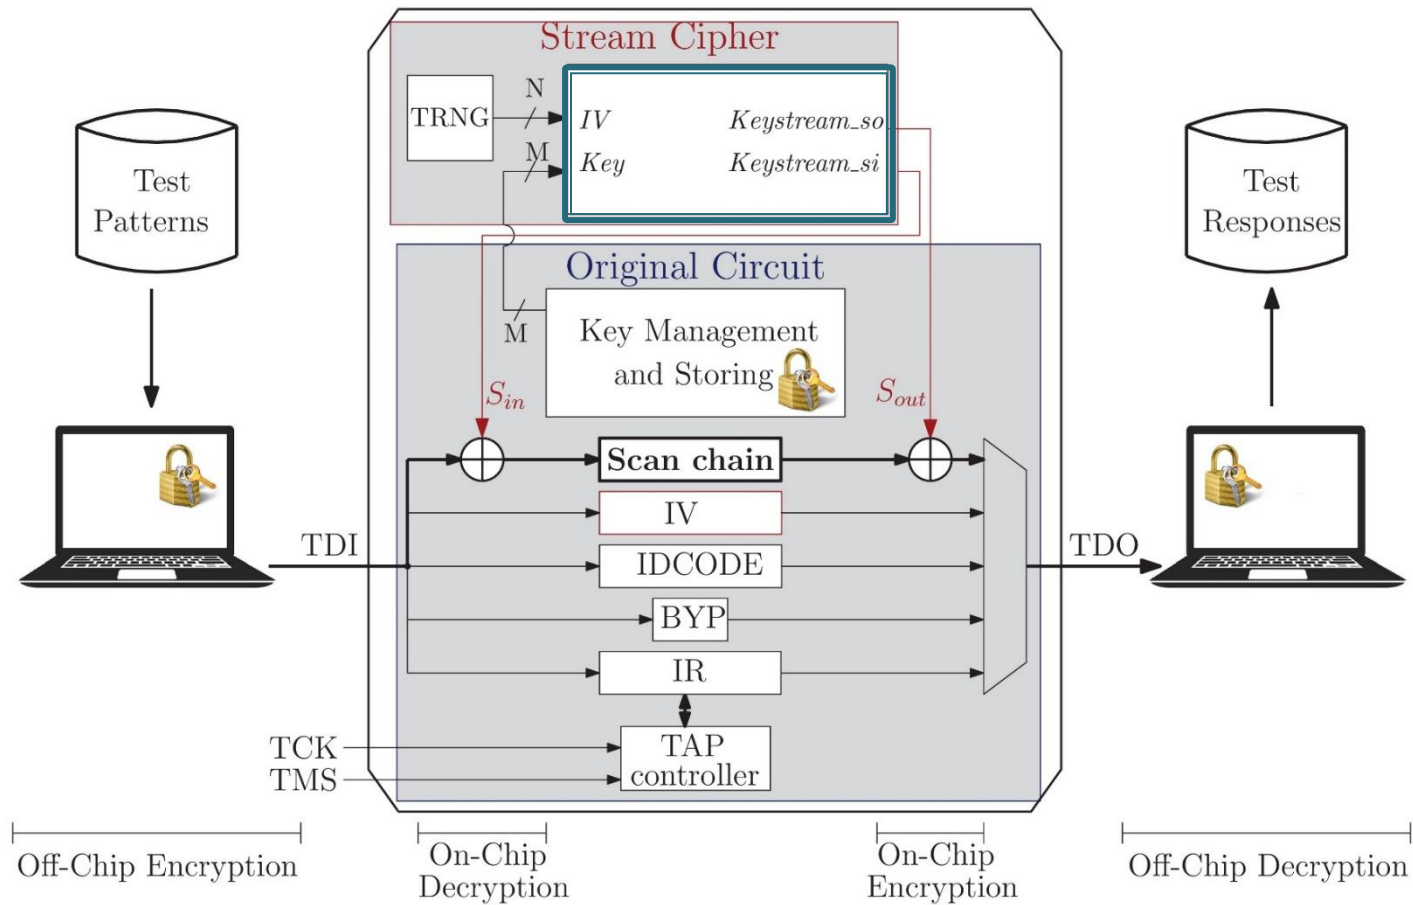 Stream Cipher
TRNG
N
IV
Keystream_so
M
Key
Keystream_si
Test
Patterns
Test
Responses
Original Circuit
M
Key Management
and Storing
S_in
S_out
Scan chain
IV
TDI
IDCODE
TDO
BYP
IR
TCK
TMS
TAP
controller
Off-Chip Encryption
On-Chip
Decryption
On-Chip
Encryption
Off-Chip Decryption